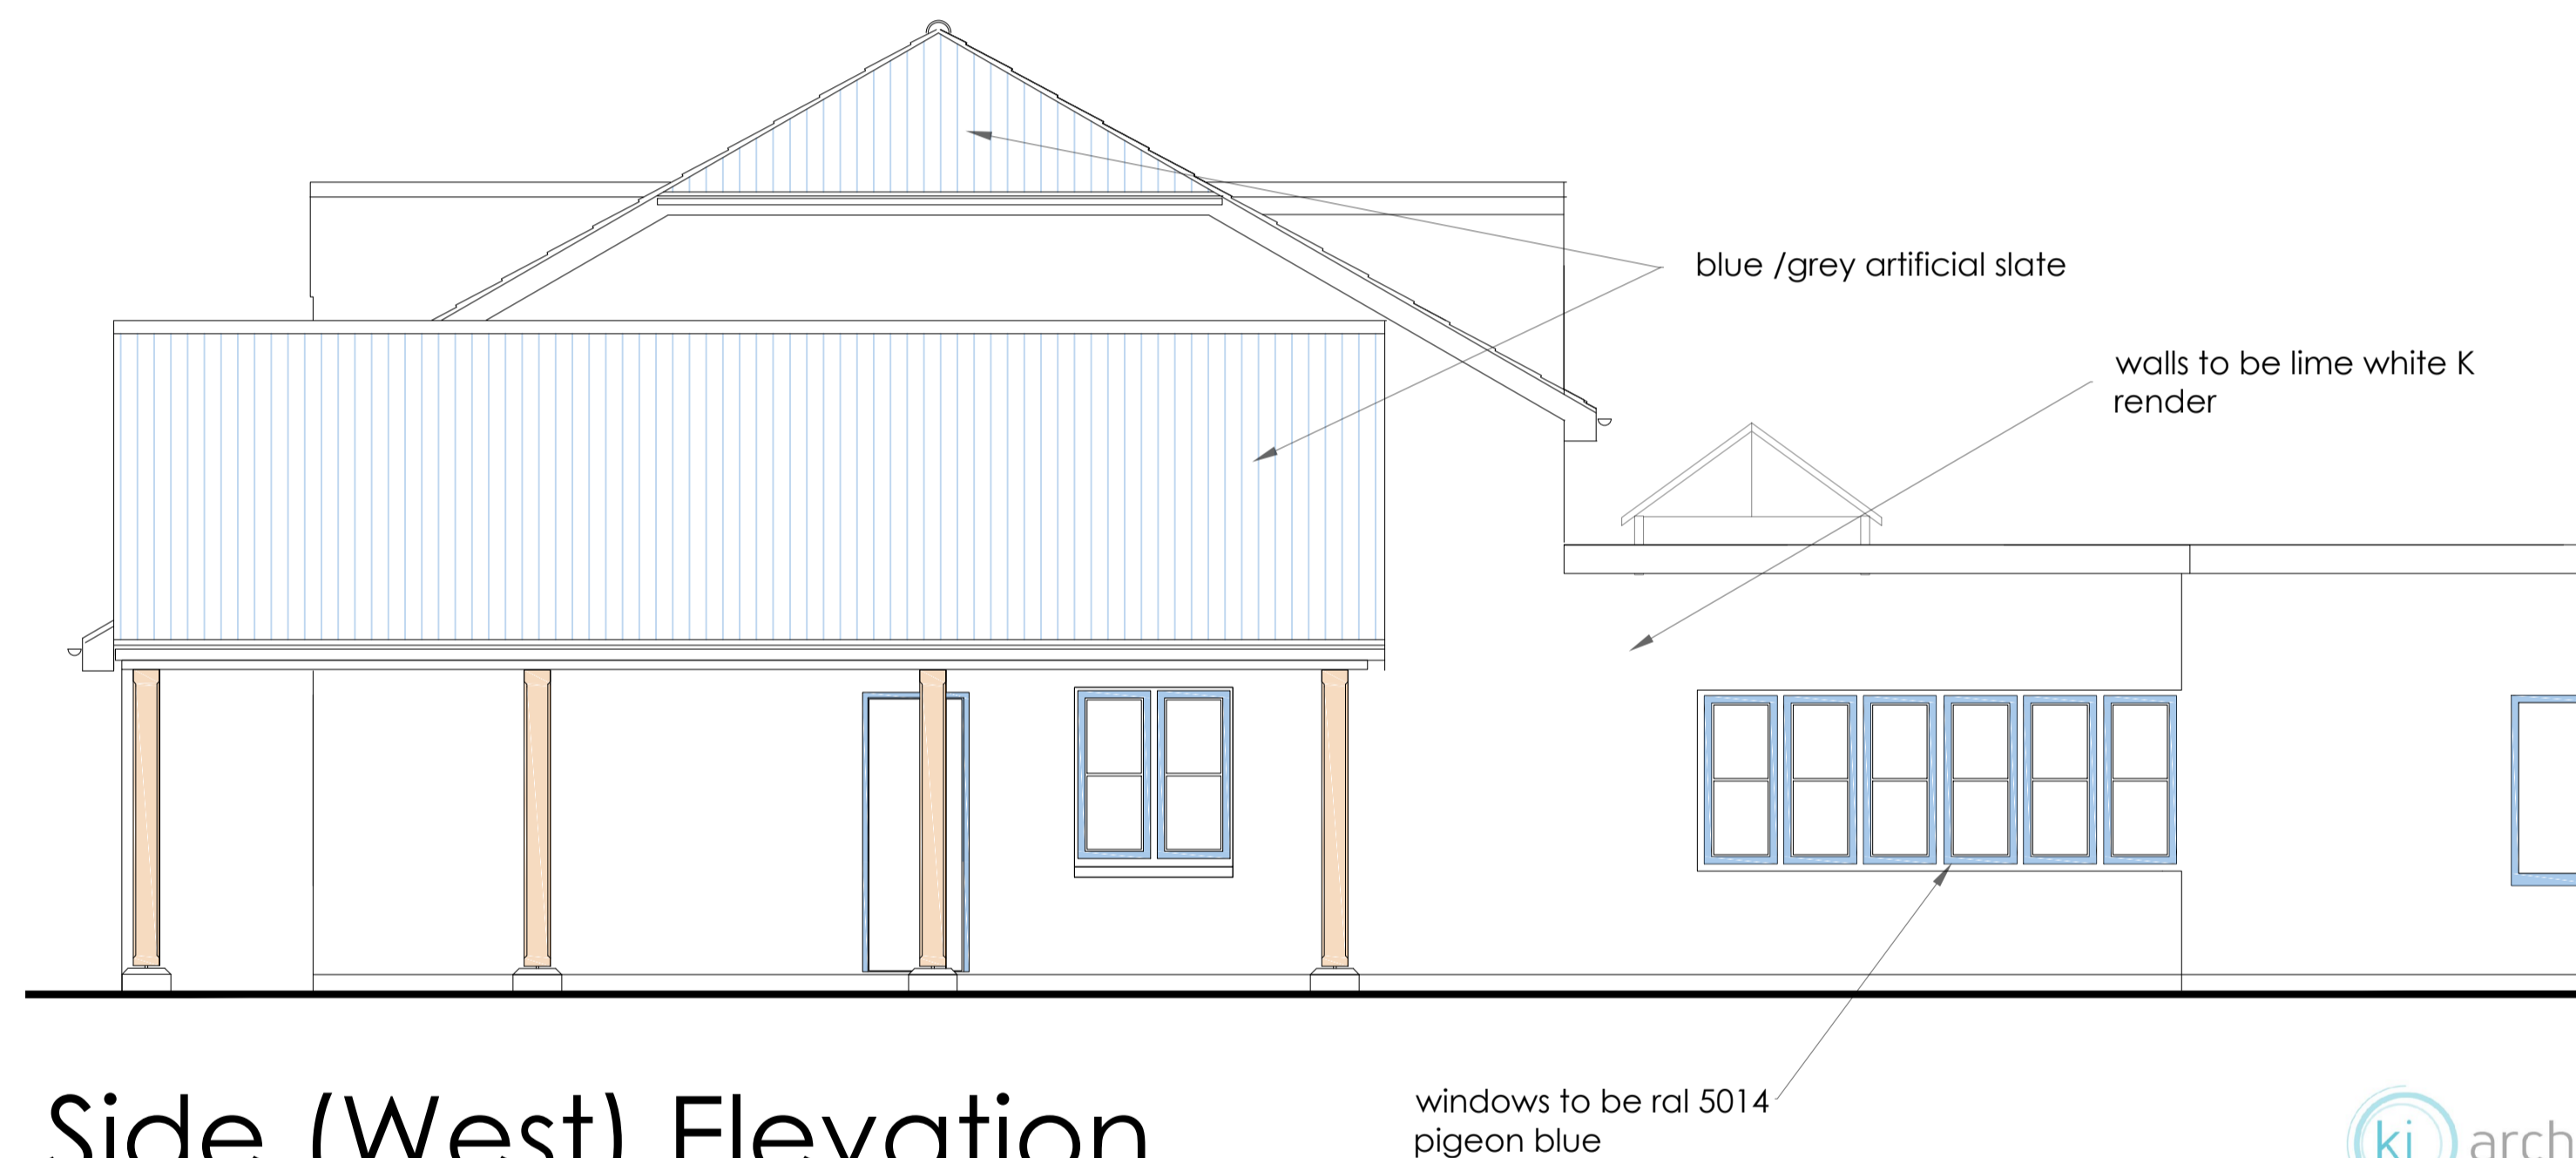 blue /grey artificial slate
walls to be lime white K
render
windows to be ral 5014
pigeon blue
Side (West) Elevation
ki arch